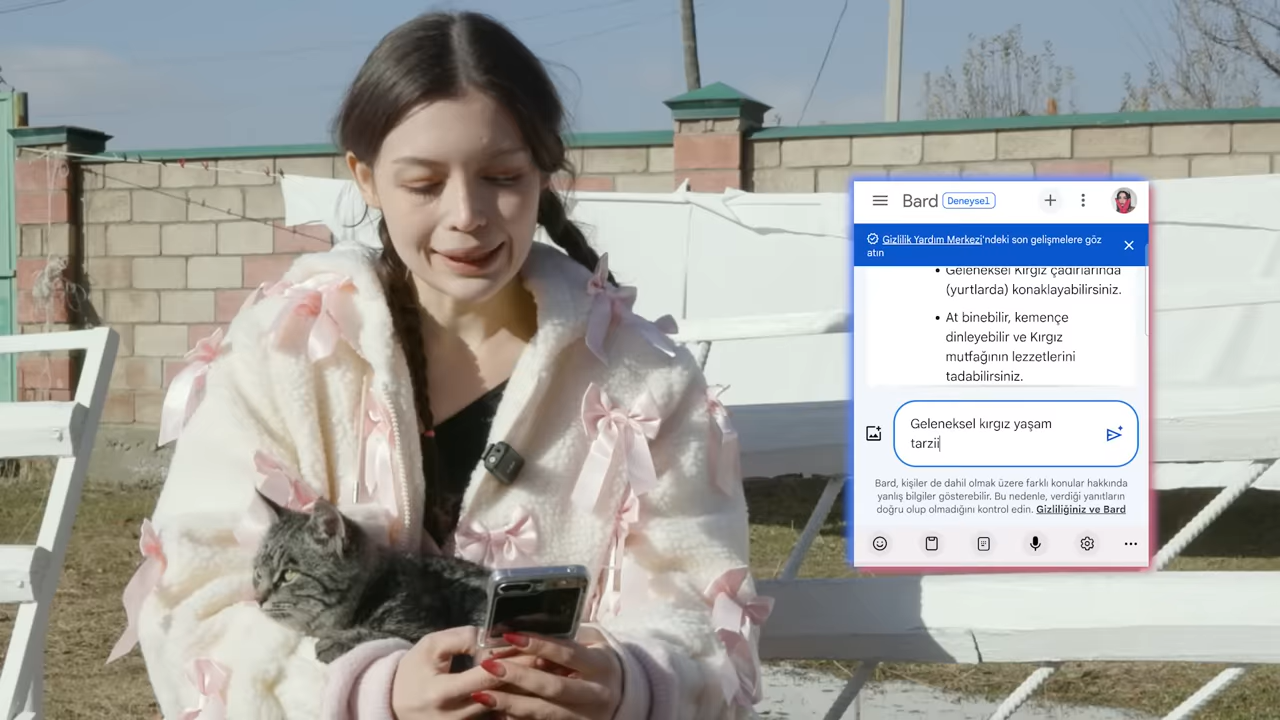 Bard Deneysel
Gizlilik Yardım Merkezi'ndeki son gelişmelere göz
atın
• Geleneksel Kırgız çadırlarında
(yurtlarda) konaklayabilirsiniz.
• At binebilir, kemençe
dinleyebilir ve Kırgız
mutfağının lezzetlerini
tadabilirsiniz.
Geleneksel kırgız yaşam
tarzii
Bard, kişiler de dahil olmak üzere farklı konular hakkında
yanlış bilgiler gösterebilir. Bu nedenle, verdiği yanıtların
doğru olup olmadığını kontrol edin. Gizliliğiniz ve Bard